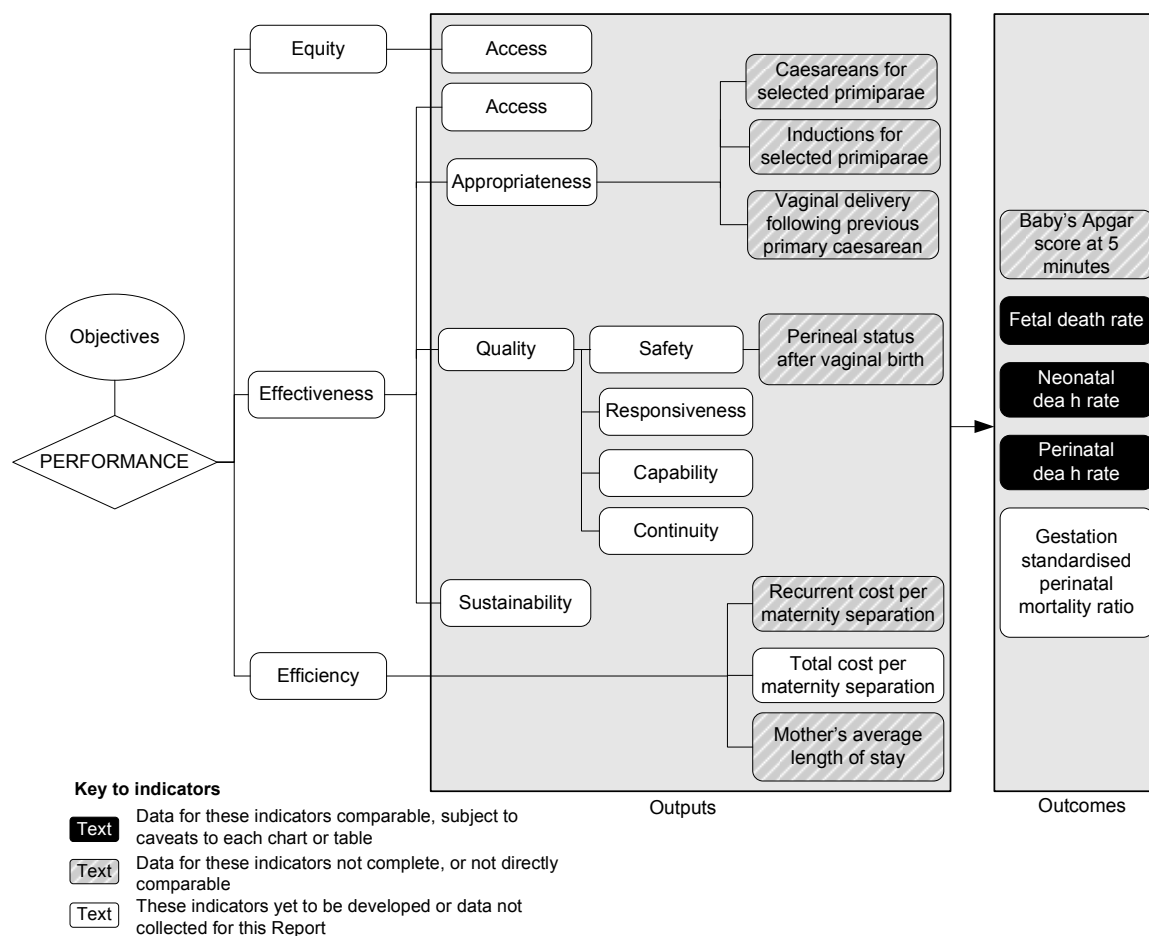 Equity
Access
Access
Caesareans for
selected primiparae
Inductions for
selected primiparae
Appropriateness
Vaginal delivery
following previous
primary caesarean
Objectives
PERFORMANCE
Effectiveness
Quality
Safety
Perineal status
after vaginal birth
Responsiveness
Capability
Continuity
Sustainability
Efficiency
Recurrent cost per
maternity separation
Total cost per
maternity separation
Mother's average
length of stay
Outputs
Baby's Apgar
score at 5
minutes
Fetal death rate
Neonatal
dea h rate
Perinatal
dea h rate
Gestation
standardised
perinatal
mortality ratio
Outcomes
Key to indicators
Text Data for these indicators comparable, subject to
caveats to each chart or table
Text Data for these indicators not complete, or not directly
comparable
Text These indicators yet to be developed or data not
collected for this Report